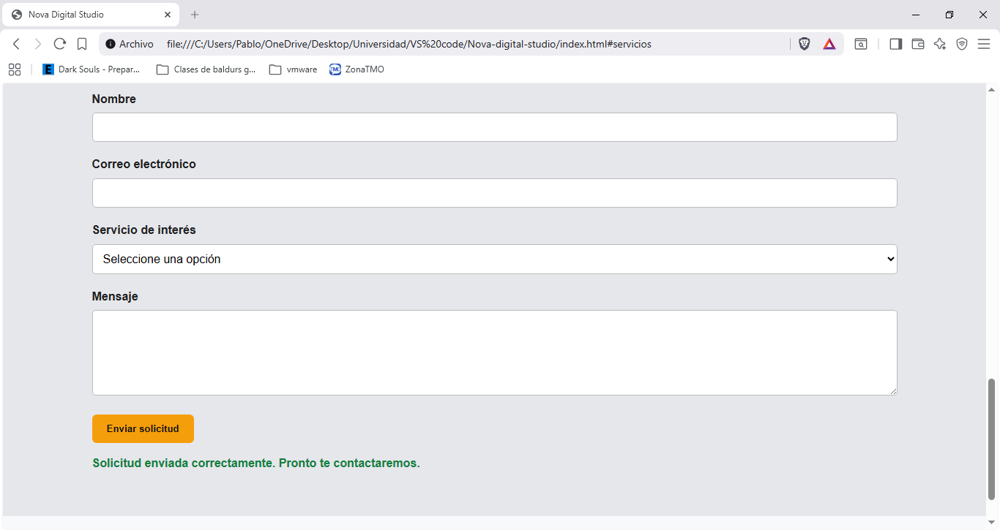 Nova Digital Studio
Archivo file:///C:/Users/Pablo/OneDrive/Desktop/Universidad/VS%20code/Nova-digital-studio/index.html#servicios
Dark Souls - Prepar... Clases de baldurs g... vmware ZonaTMO
Nombre
Correo electrónico
Servicio de interés
Seleccione una opción
Mensaje
Enviar solicitud
Solicitud enviada correctamente. Pronto te contactaremos.